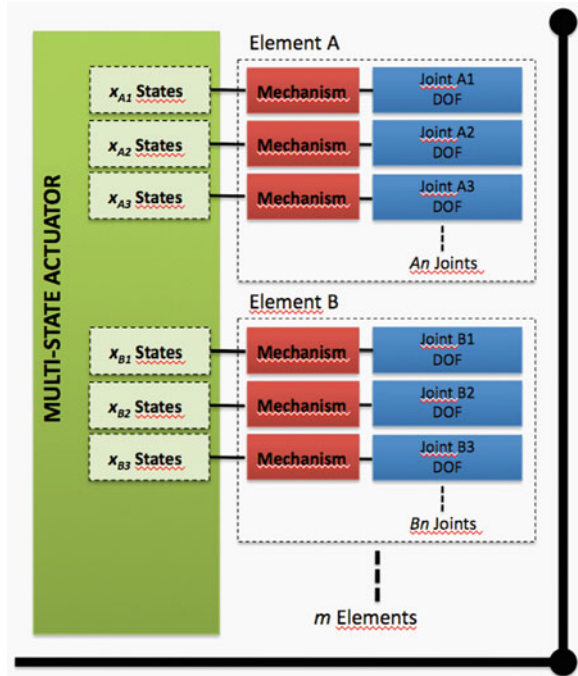 MULTI-STATE ACTUATOR
Element A
xA1 States
Mechanism
Joint A1
DOF
xA2 States
Mechanism
Joint A2
DOF
xA3 States
Mechanism
Joint A3
DOF
An Joints
Element B
xB1 States
Mechanism
Joint B1
DOF
xB2 States
Mechanism
Joint B2
DOF
xB3 States
Mechanism
Joint B3
DOF
Bn Joints
m Elements